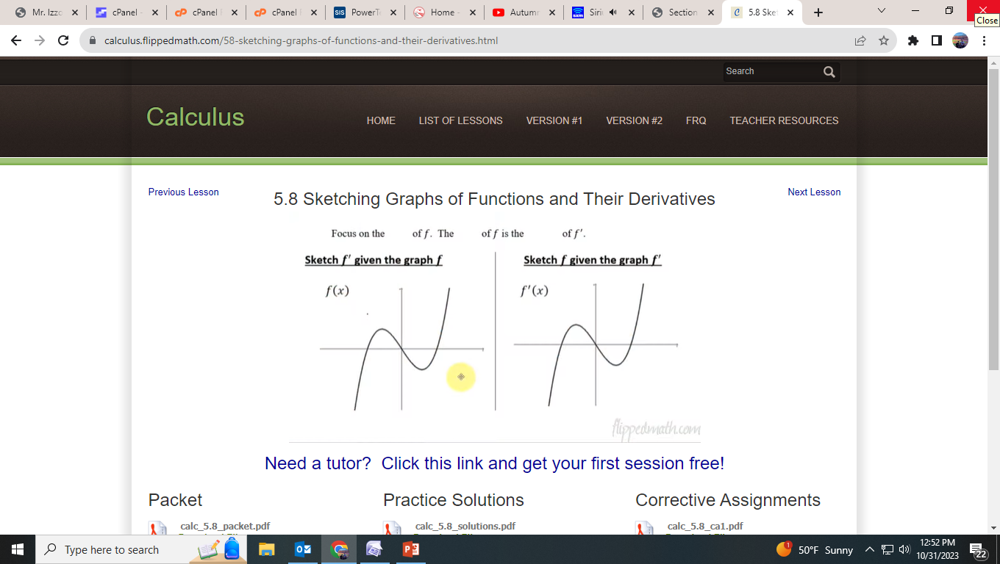 Mr. Izzo
cPanel -
cPanel
cPanel
SIS PowerT
Home -
Autumn
Siri
Section
5.8 Sket
Close
calculus.flippedmath.com/58-sketching-graphs-of-functions-and-their-derivatives.html
Search
Calculus
HOME
LIST OF LESSONS
VERSION #1
VERSION #2
FRQ
TEACHER RESOURCES
Previous Lesson
5.8 Sketching Graphs of Functions and Their Derivatives
Next Lesson
Focus on the of f. The of f is the of f′.
Sketch f′ given the graph f
Sketch f given the graph f′
f(x)
f′(x)
flippedmath.com
Need a tutor? Click this link and get your first session free!
Packet
Practice Solutions
Corrective Assignments
calc_5.8_packet.pdf
calc_5.8_solutions.pdf
calc_5.8_ca1.pdf
Type here to search
1
50°F Sunny
12:52 PM
10/31/2023
22